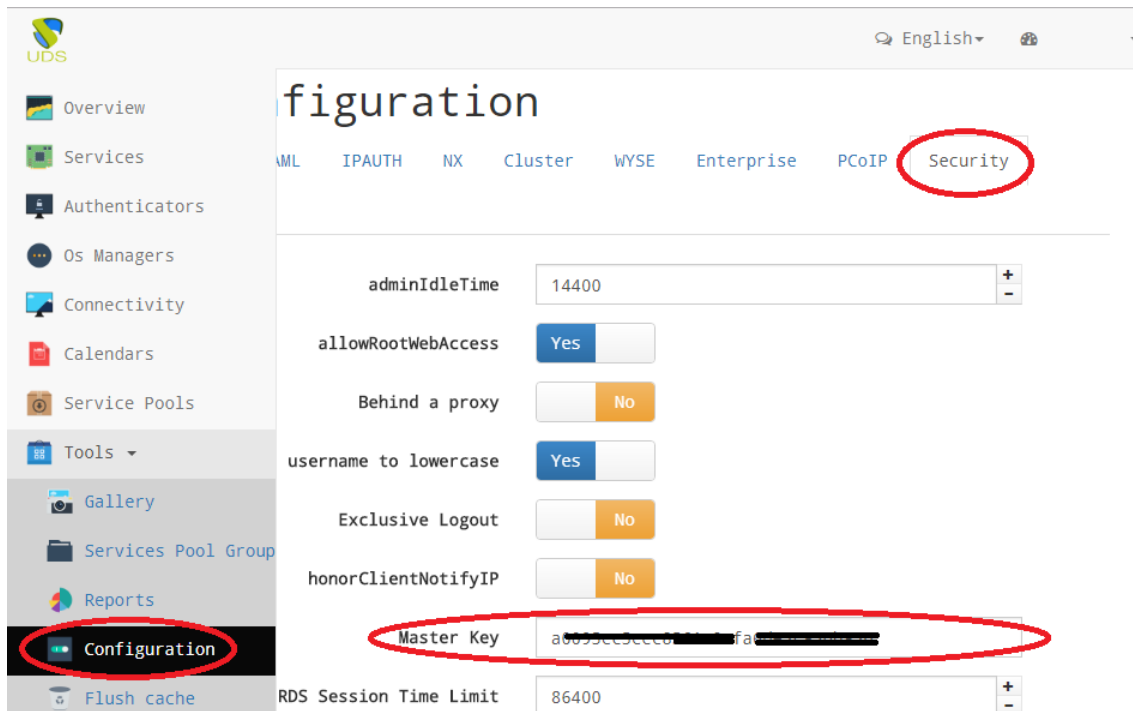 UDS
English
Overview
Services
Authenticators
Os Managers
Connectivity
Calendars
Service Pools
Tools
Gallery
Services Pool Group
Reports
Configuration
Flush cache
figuration
AML IPAUTH NX Cluster WYSE Enterprise PCoIP Security
adminIdleTime 14400
allowRootWebAccess Yes
Behind a proxy No
username to lowercase Yes
Exclusive Logout No
honorClientNotifyIP No
Master Key
RDS Session Time Limit 86400